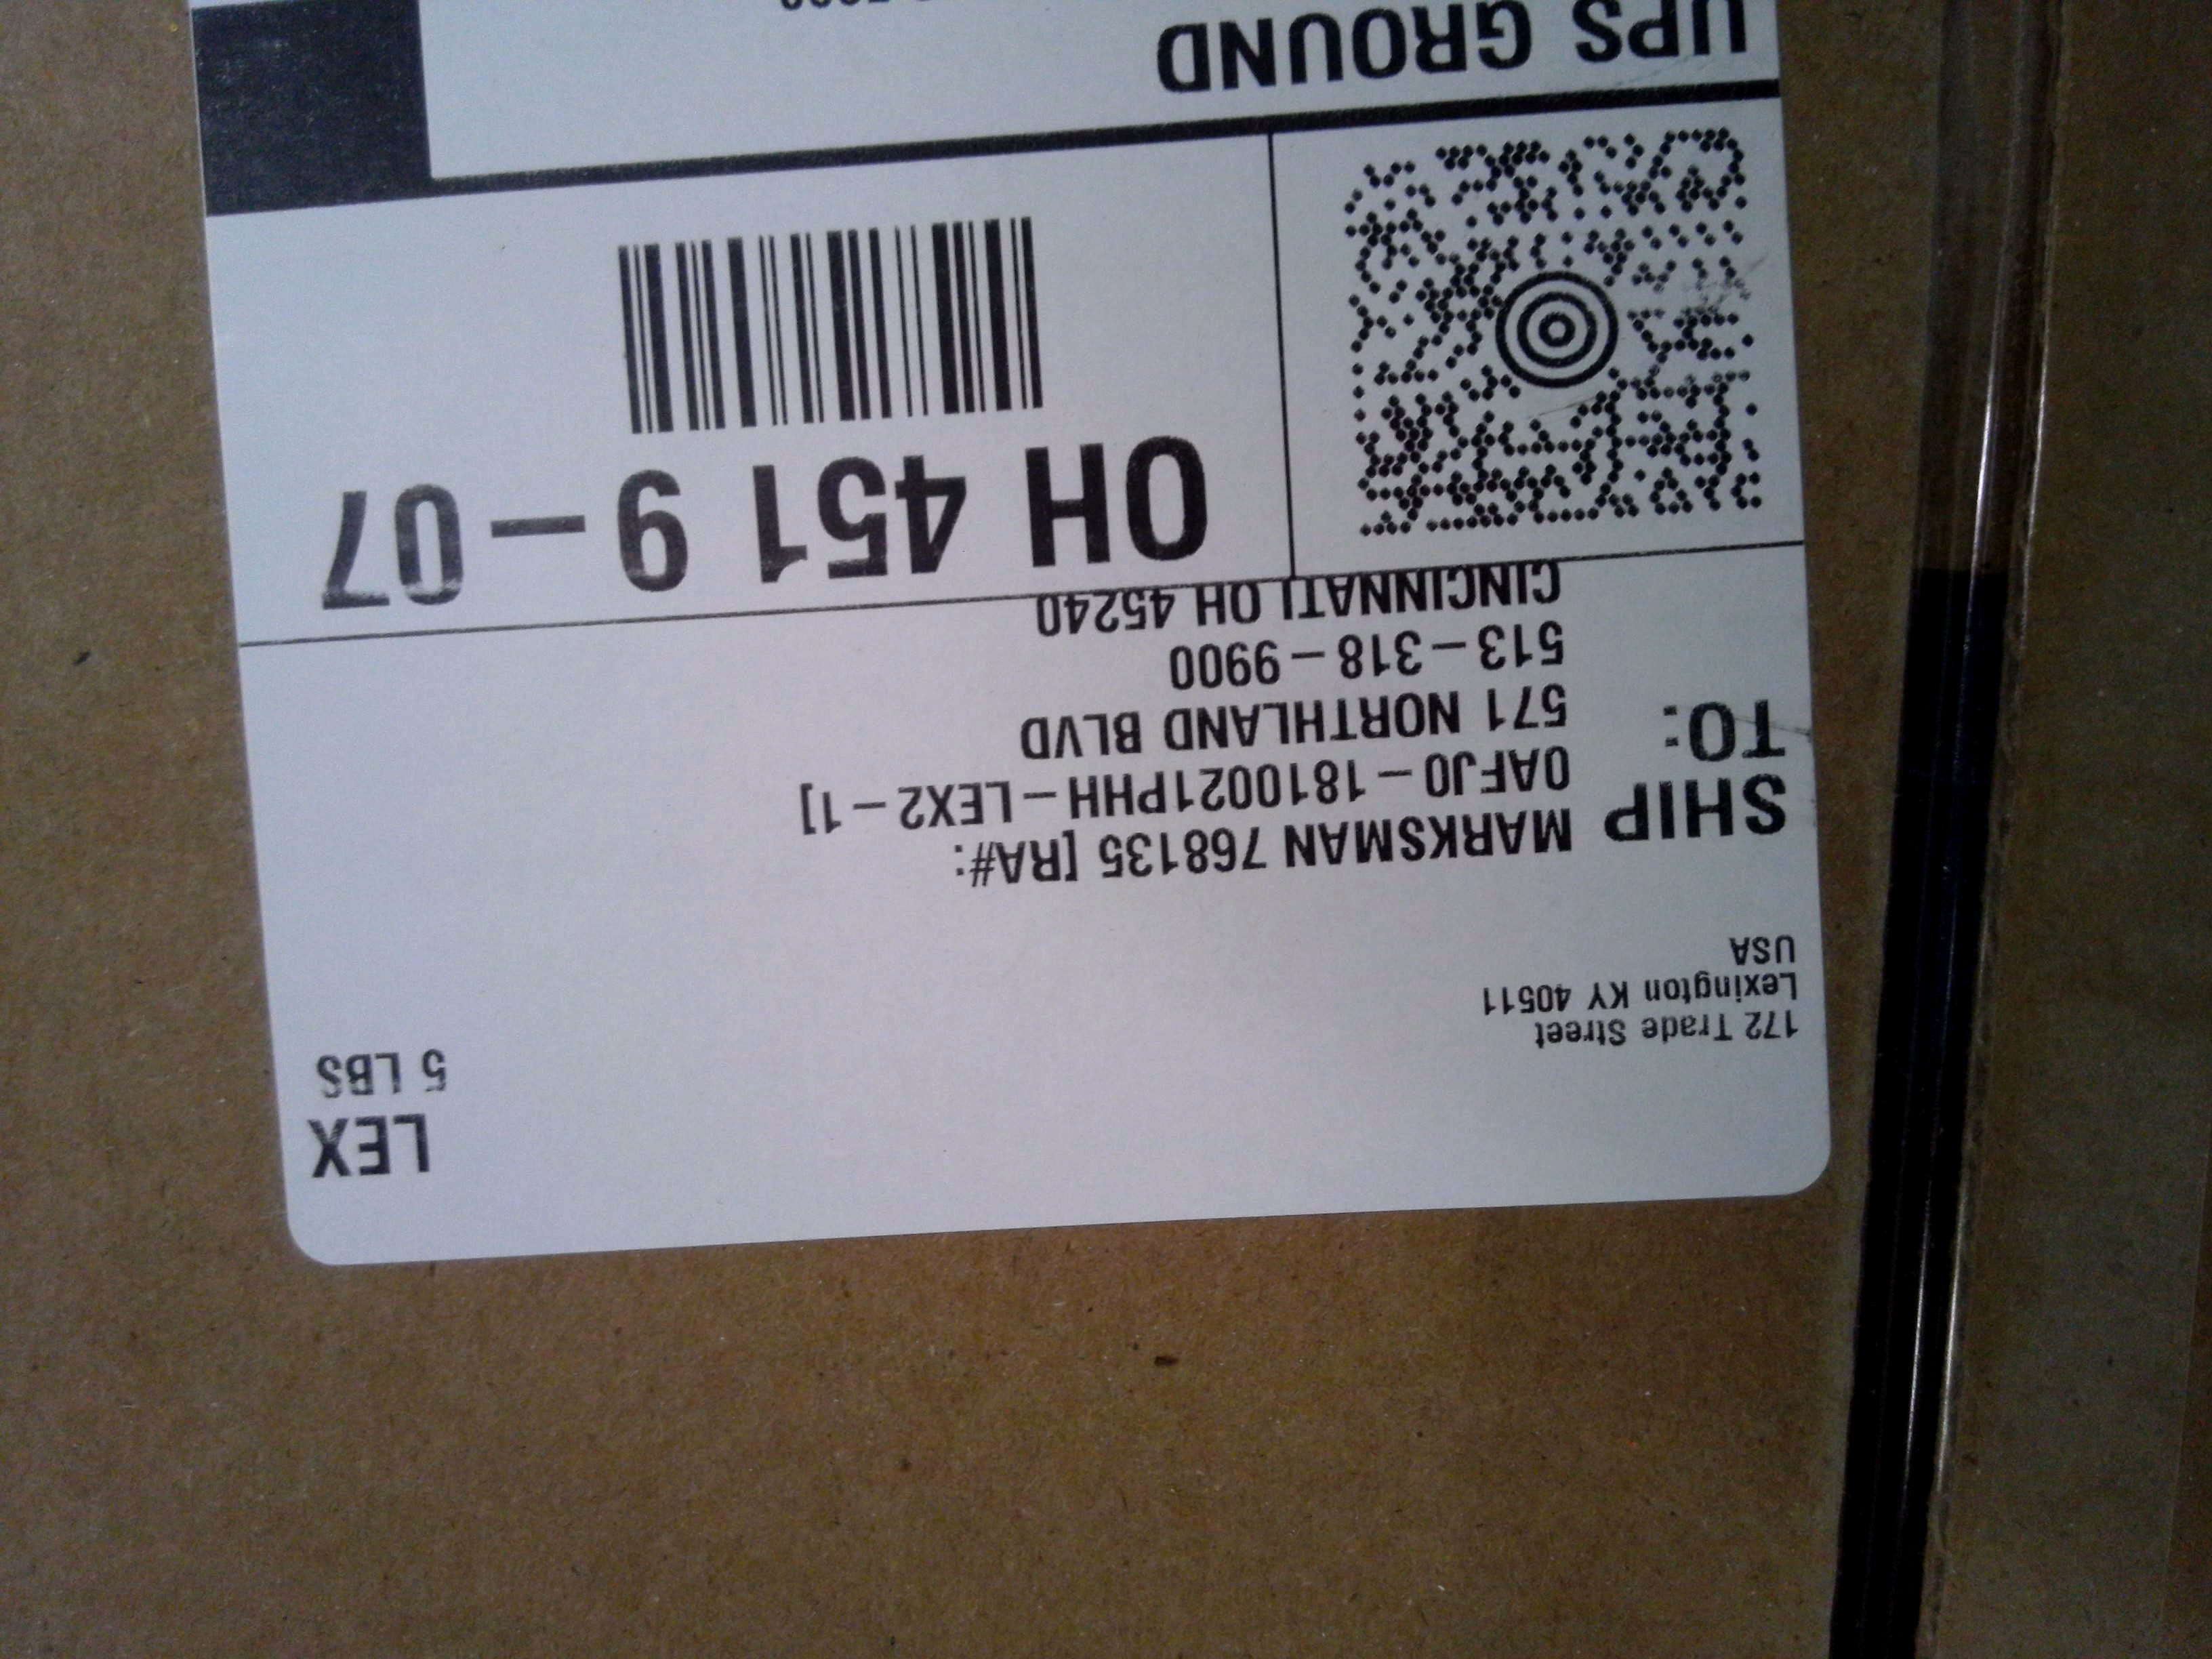 LEX
5 LBS
172 Trade Street
Lexington KY 40511
USA
SHIP
TO:
MARKSMAN 768135 [RA#:
0AFJ0-1810021PHH-LEX2-1]
571 NORTHLAND BLVD
513-318-9900
CINCINNATI OH 45240
OH 451 9-07
UPS GROUND